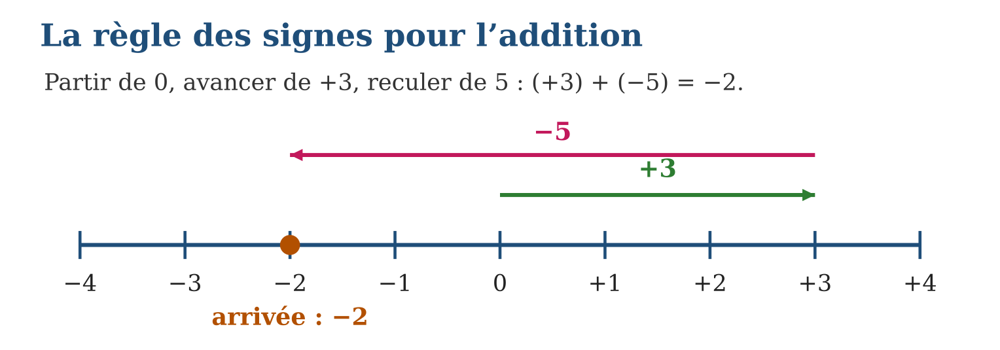 La règle des signes pour l’addition
Partir de 0, avancer de +3, reculer de 5 : (+3) + (−5) = −2.
−5
+3
−4 −3 −2 −1 0 +1 +2 +3 +4
arrivée : −2